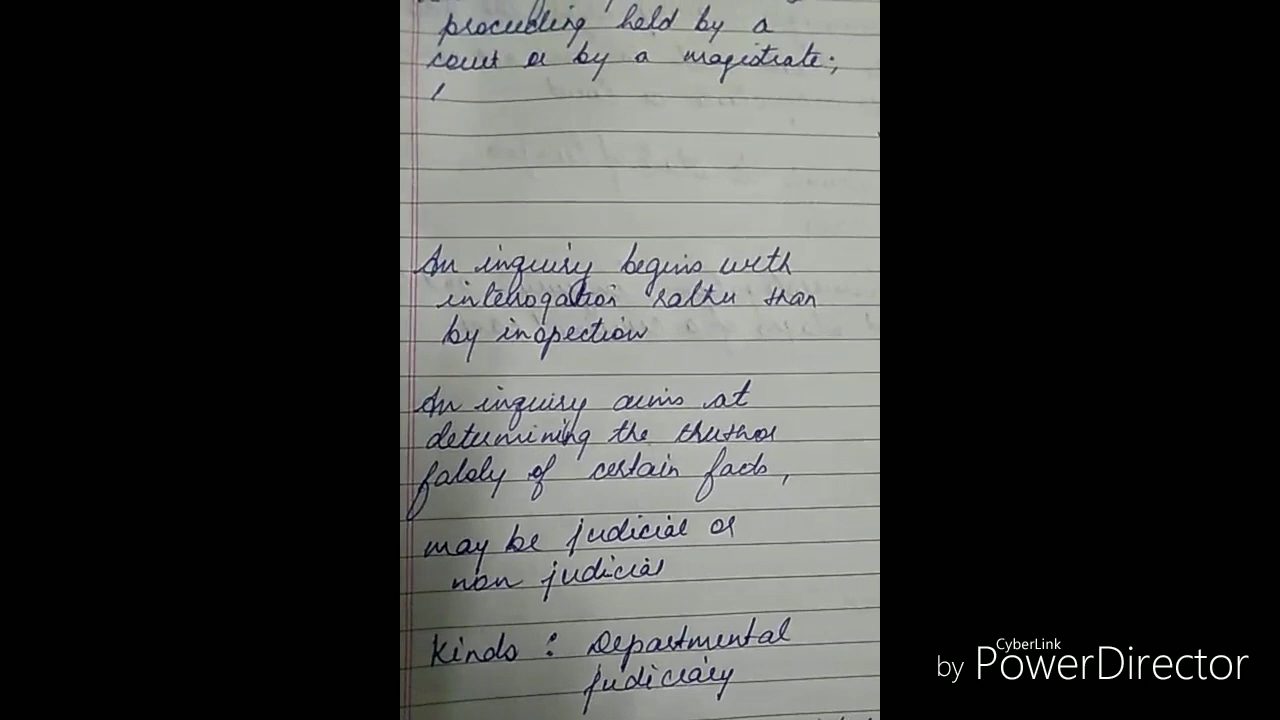 proceeding held by a
court or by a magistrate;
An inquiry begins with
interrogation rather than
by inspection
An inquiry aims at
determining the truth or
falsly of certain facts,
may be judicial or
non judicial
Kinds : Departmental
judiciary
CyberLink
by PowerDirector